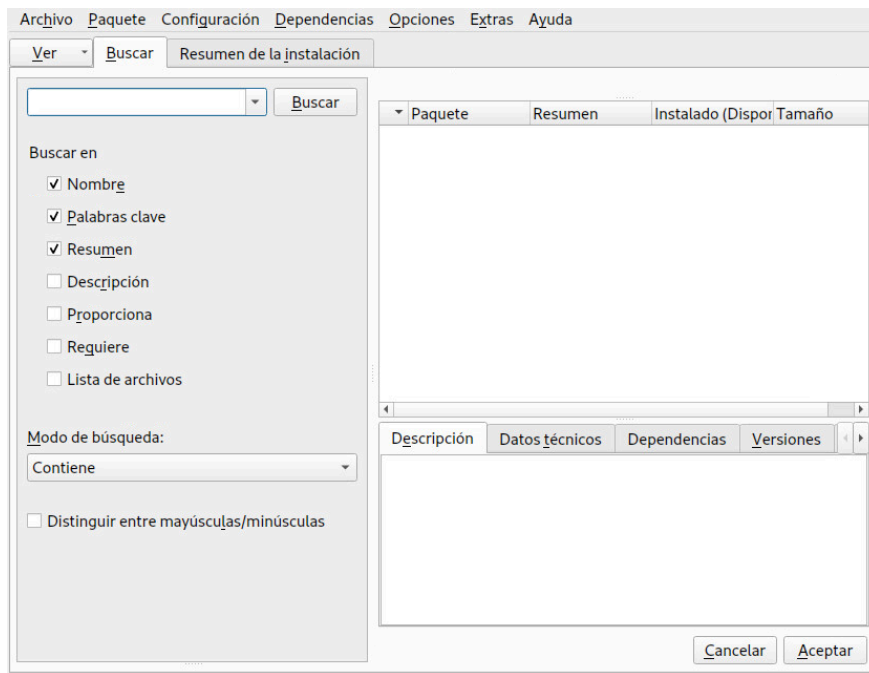 Archivo Paquete Configuración Dependencias Opciones Extras Ayuda
Ver Buscar Resumen de la instalación
Buscar
Buscar en
Nombre
Palabras clave
Resumen
Descripción
Proporciona
Requiere
Lista de archivos
Modo de búsqueda:
Contiene
Distinguir entre mayúsculas/minúsculas
Paquete Resumen Instalado (Dispor Tamaño
Descripción Datos técnicos Dependencias Versiones
Cancelar Aceptar